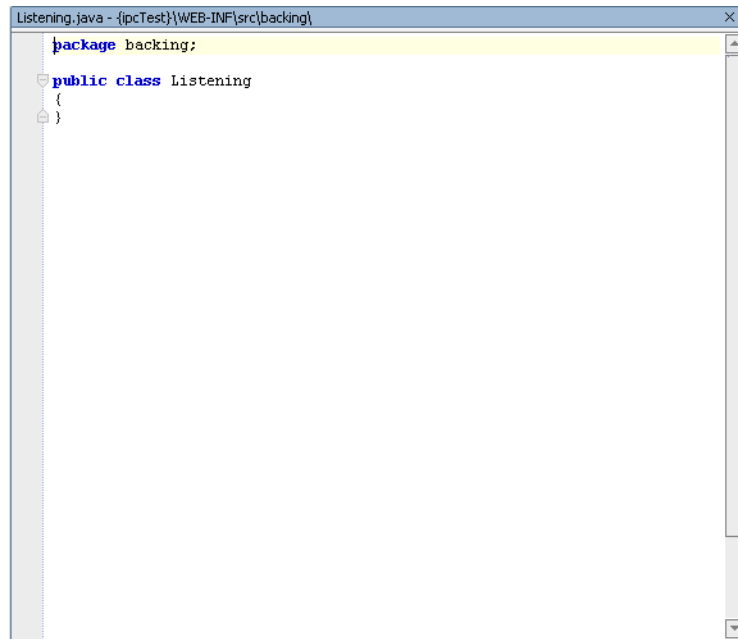 Listening.java - {ipcTest}\WEB-INF\src\backing\
package backing;
public class Listening
{
}